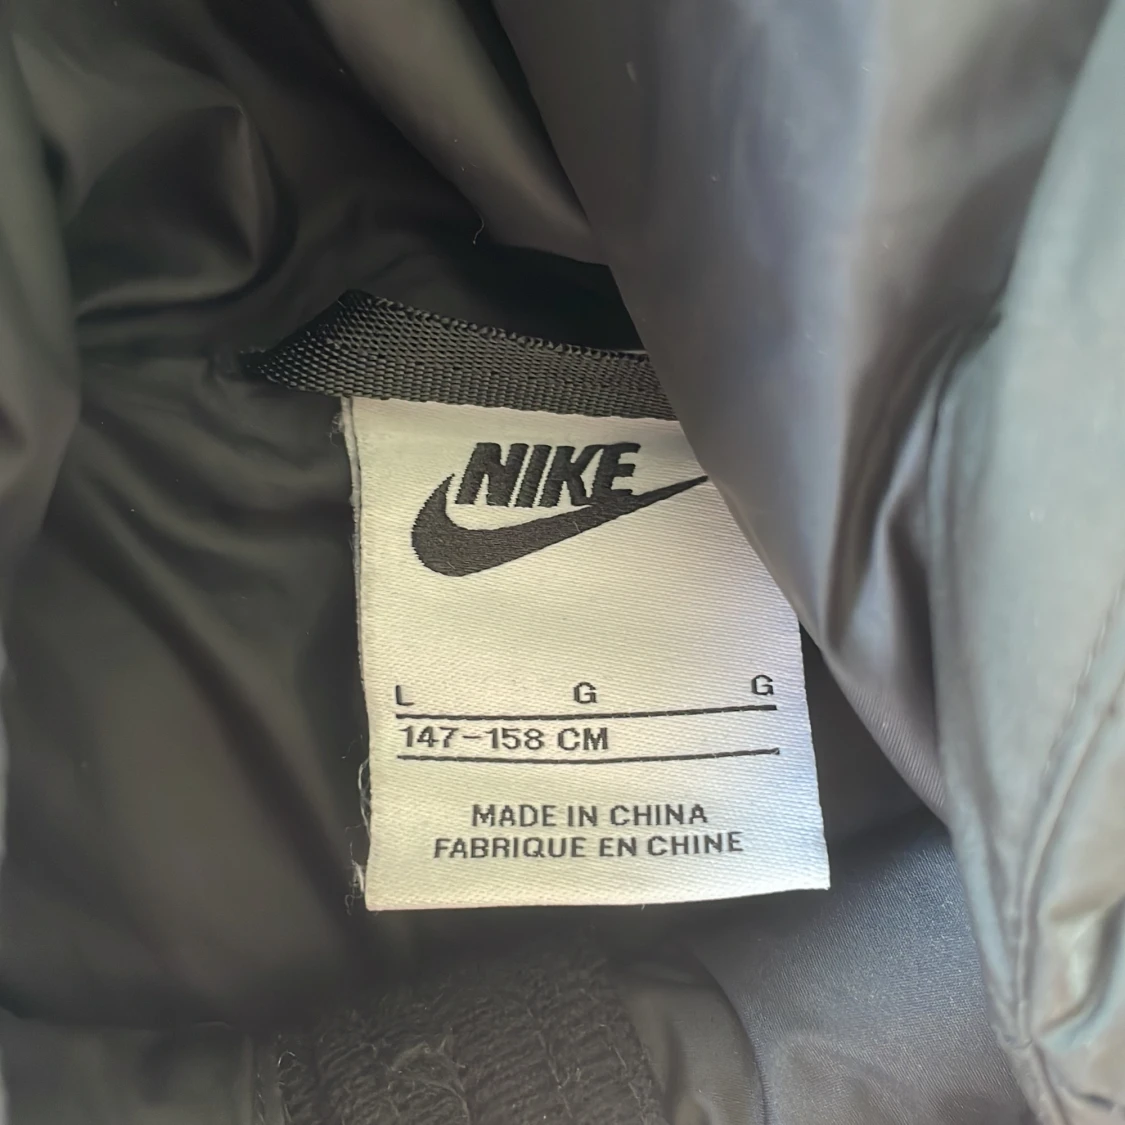 NIKE
L G G
147-158 CM
MADE IN CHINA
FABRIQUE EN CHINE